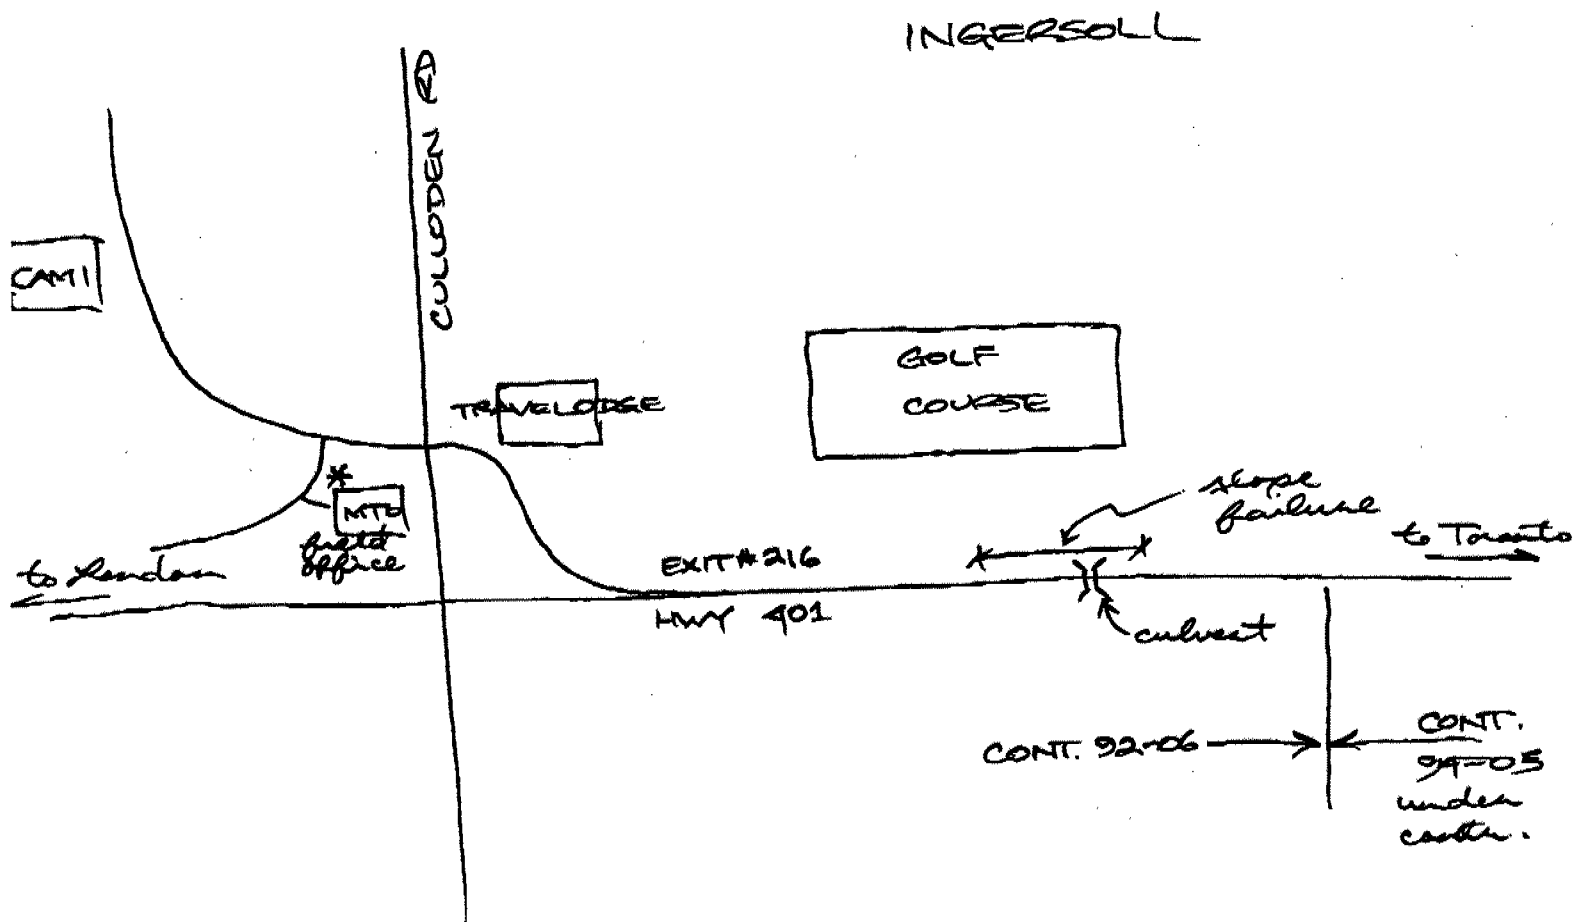 INGERSOLL
CULLODEN RD
CAMI
GOLF
COURSE
TRAVELODGE
*
MTO
field
office
slope
failure
to Toronto
to London
EXIT #216
HWY 401
culvert
CONT. 92-06
CONT.
94-05
under
constr.